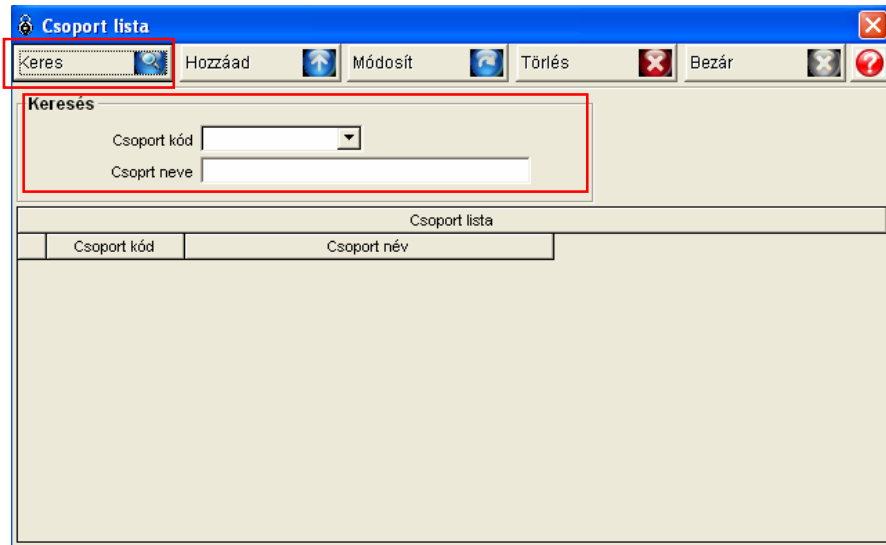 Csoport lista
Keres Hozzáad Módosít Törlés Bezár ?
Keresés
Csoport kód
Csoprt neve
Csoport lista
Csoport kód Csoport név